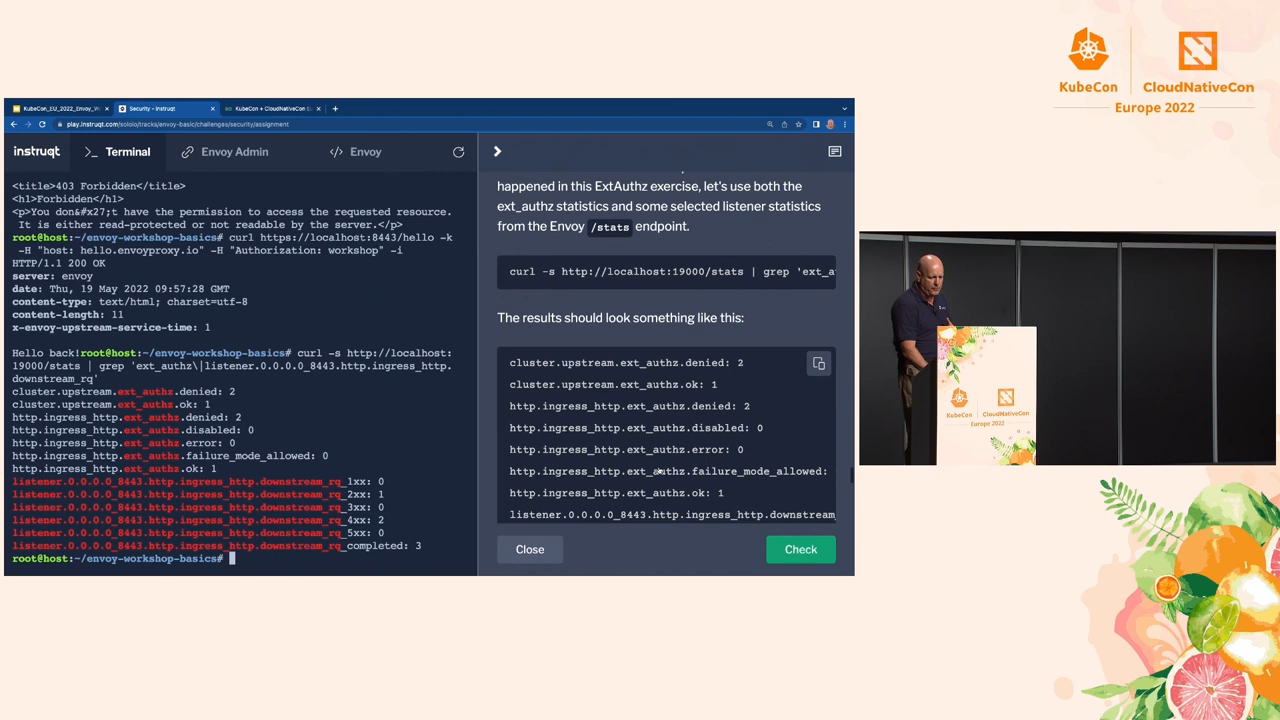 KubeCon
CloudNativeCon
Europe 2022
KubeCon_EU_2022_Envoy_W
Security - Instruqt
KubeCon + CloudNativeCon
play.instruqt.com/soloio/tracks/envoy-basic/challenges/security/assignment
instruqt
>_ Terminal
Envoy Admin
</> Envoy
<title>403 Forbidden</title>
<h1>Forbidden</h1>
<p>You don&#x27;t have the permission to access the requested resource.
It is either read-protected or not readable by the server.</p>
root@host:~/envoy-workshop-basics# curl https://localhost:8443/hello -k
-H "host: hello.envoyproxy.io" -H "Authorization: workshop" -i
HTTP/1.1 200 OK
server: envoy
date: Thu, 19 May 2022 09:57:28 GMT
content-type: text/html; charset=utf-8
content-length: 11
x-envoy-upstream-service-time: 1
Hello back!root@host:~/envoy-workshop-basics# curl -s http://localhost:
19000/stats | grep 'ext_authz\|listener.0.0.0.0_8443.http.ingress_http.
downstream_rq'
cluster.upstream.ext_authz.denied: 2
cluster.upstream.ext_authz.ok: 1
http.ingress_http.ext_authz.denied: 2
http.ingress_http.ext_authz.disabled: 0
http.ingress_http.ext_authz.error: 0
http.ingress_http.ext_authz.failure_mode_allowed: 0
http.ingress_http.ext_authz.ok: 1
listener.0.0.0.0_8443.http.ingress_http.downstream_rq_1xx: 0
listener.0.0.0.0_8443.http.ingress_http.downstream_rq_2xx: 1
listener.0.0.0.0_8443.http.ingress_http.downstream_rq_3xx: 0
listener.0.0.0.0_8443.http.ingress_http.downstream_rq_4xx: 2
listener.0.0.0.0_8443.http.ingress_http.downstream_rq_5xx: 0
listener.0.0.0.0_8443.http.ingress_http.downstream_rq_completed: 3
root@host:~/envoy-workshop-basics#
happened in this ExtAuthz exercise, let's use both the
ext_authz statistics and some selected listener statistics
from the Envoy /stats endpoint.
curl -s http://localhost:19000/stats | grep 'ext_a
The results should look something like this:
cluster.upstream.ext_authz.denied: 2
cluster.upstream.ext_authz.ok: 1
http.ingress_http.ext_authz.denied: 2
http.ingress_http.ext_authz.disabled: 0
http.ingress_http.ext_authz.error: 0
http.ingress_http.ext_authz.failure_mode_allowed:
http.ingress_http.ext_authz.ok: 1
listener.0.0.0.0_8443.http.ingress_http.downstream_
Close
Check
KubeCon
CloudNativeCon
Europe 2022